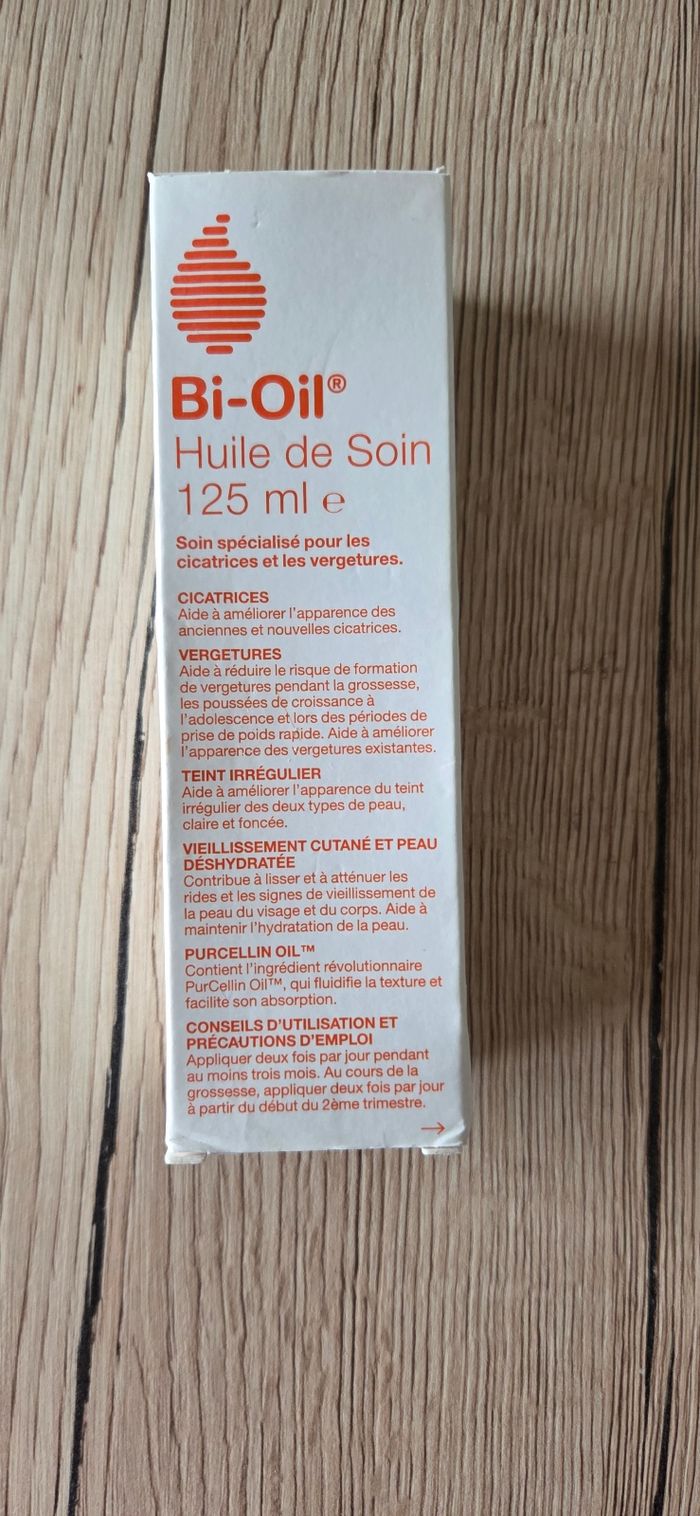 Bi-Oil®
Huile de Soin
125 ml ℮
Soin spécialisé pour les
cicatrices et les vergetures.
CICATRICES
Aide à améliorer l'apparence des
anciennes et nouvelles cicatrices.
VERGETURES
Aide à réduire le risque de formation
de vergetures pendant la grossesse,
les poussées de croissance à
l'adolescence et lors des périodes de
prise de poids rapide. Aide à améliorer
l'apparence des vergetures existantes.
TEINT IRRÉGULIER
Aide à améliorer l'apparence du teint
irrégulier des deux types de peau,
claire et foncée.
VIEILLISSEMENT CUTANÉ ET PEAU
DÉSHYDRATÉE
Contribue à lisser et à atténuer les
rides et les signes de vieillissement de
la peau du visage et du corps. Aide à
maintenir l'hydratation de la peau.
PURCELLIN OIL™
Contient l'ingrédient révolutionnaire
PurCellin Oil™, qui fluidifie la texture et
facilite son absorption.
CONSEILS D'UTILISATION ET
PRÉCAUTIONS D'EMPLOI
Appliquer deux fois par jour pendant
au moins trois mois. Au cours de la
grossesse, appliquer deux fois par jour
à partir du début du 2ème trimestre.
→